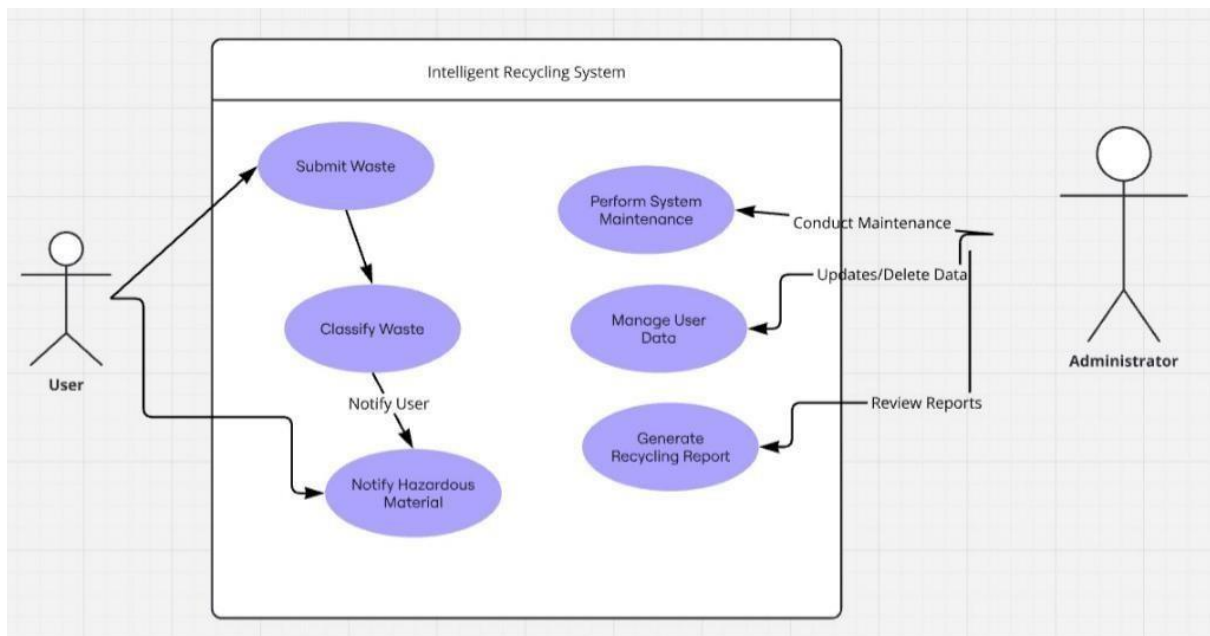 Intelligent Recycling System
Submit Waste
Classify Waste
Notify User
Notify Hazardous
Material
User
Perform System
Maintenance
Conduct Maintenance
Manage User
Data
Updates/Delete Data
Generate
Recycling Report
Review Reports
Administrator